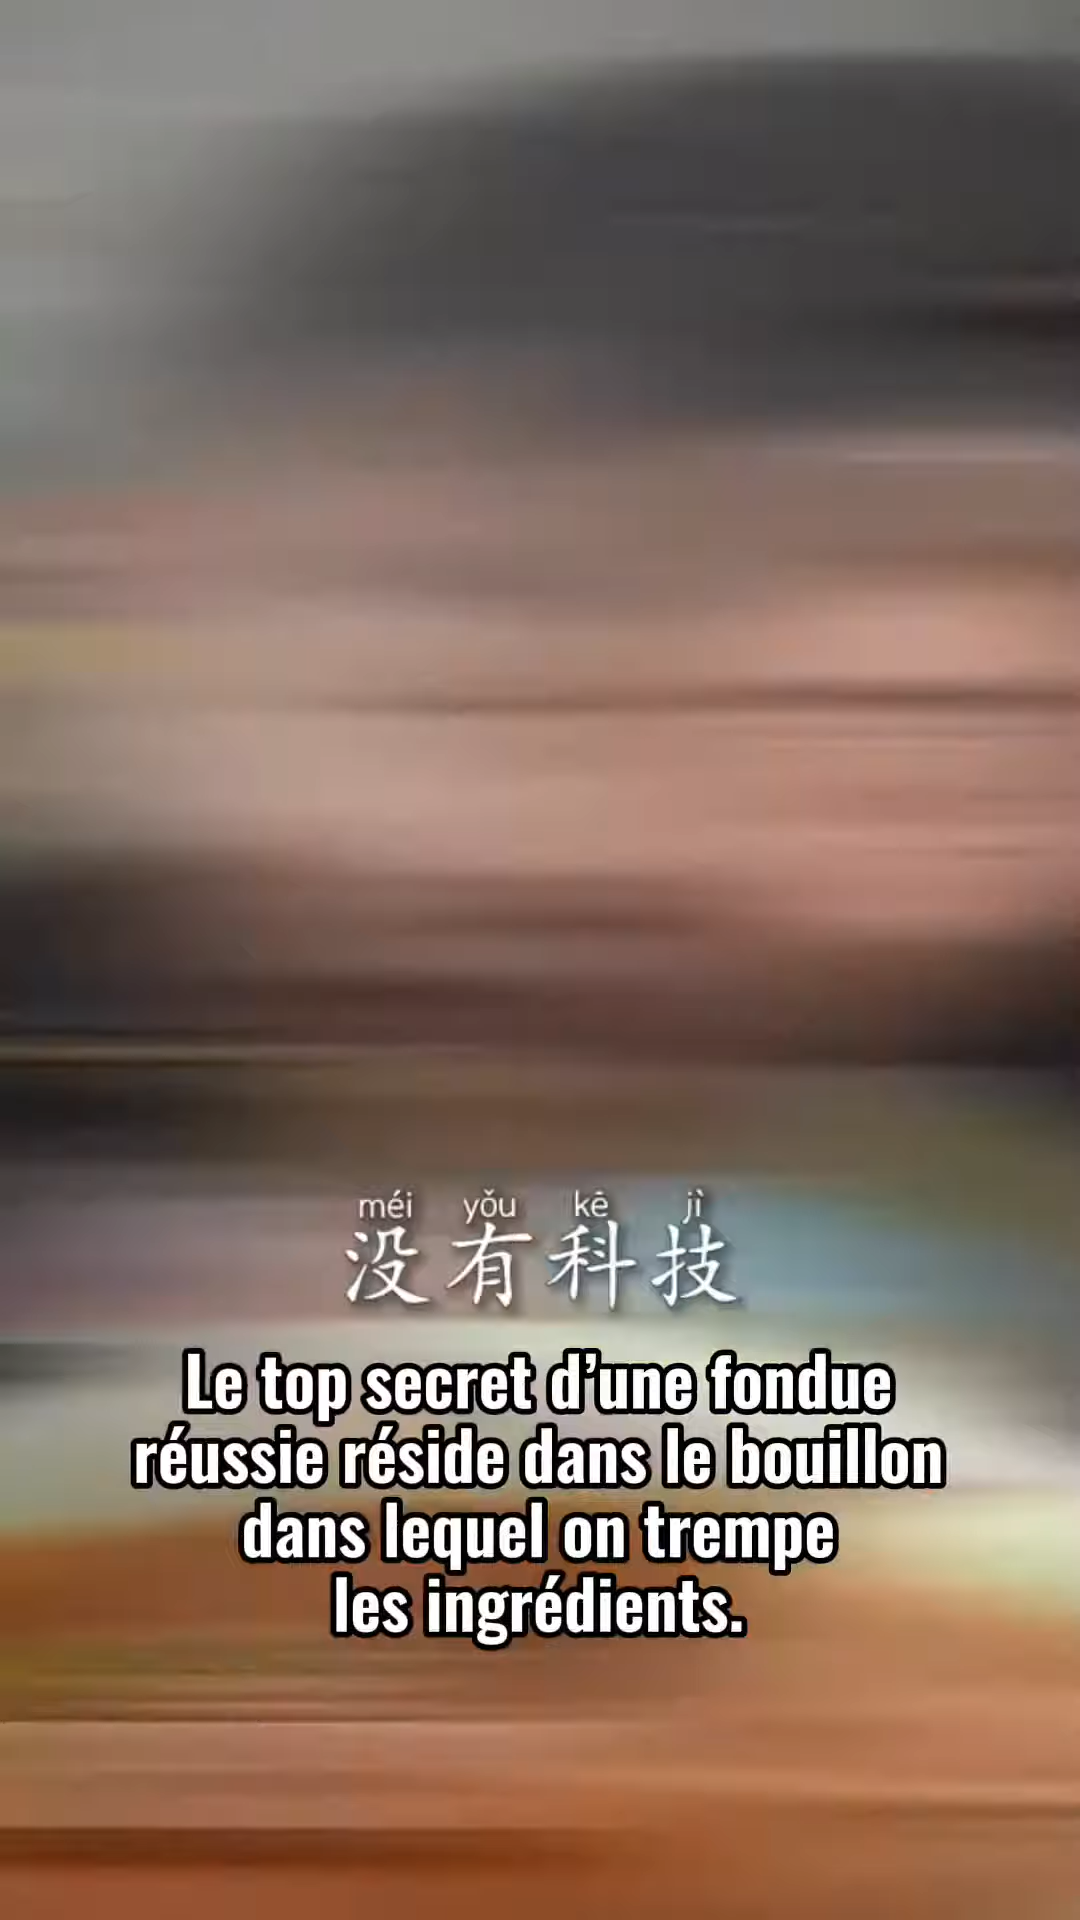 méi yǒu kē jì
没有科技
Le top secret d’une fondue
réussie réside dans le bouillon
dans lequel on trempe
les ingrédients.